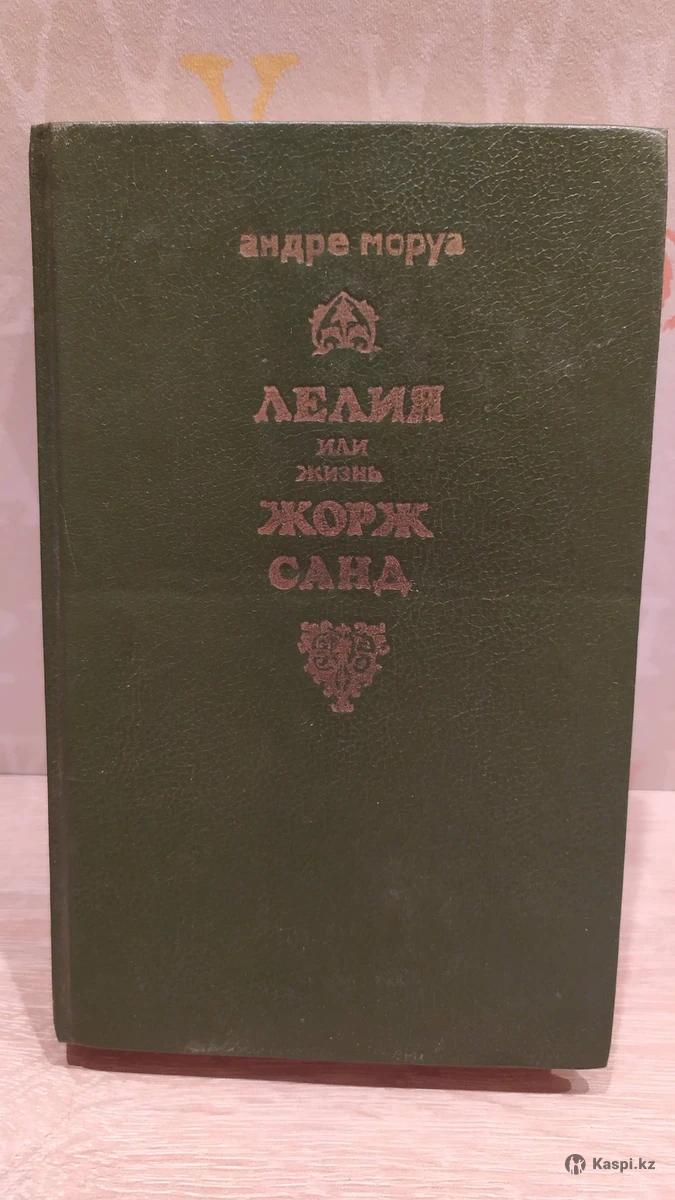 андре моруа
ЛЕЛИЯ
ИЛИ
ЖИЗНЬ
ЖОРЖ
САНД
Kaspi.kz